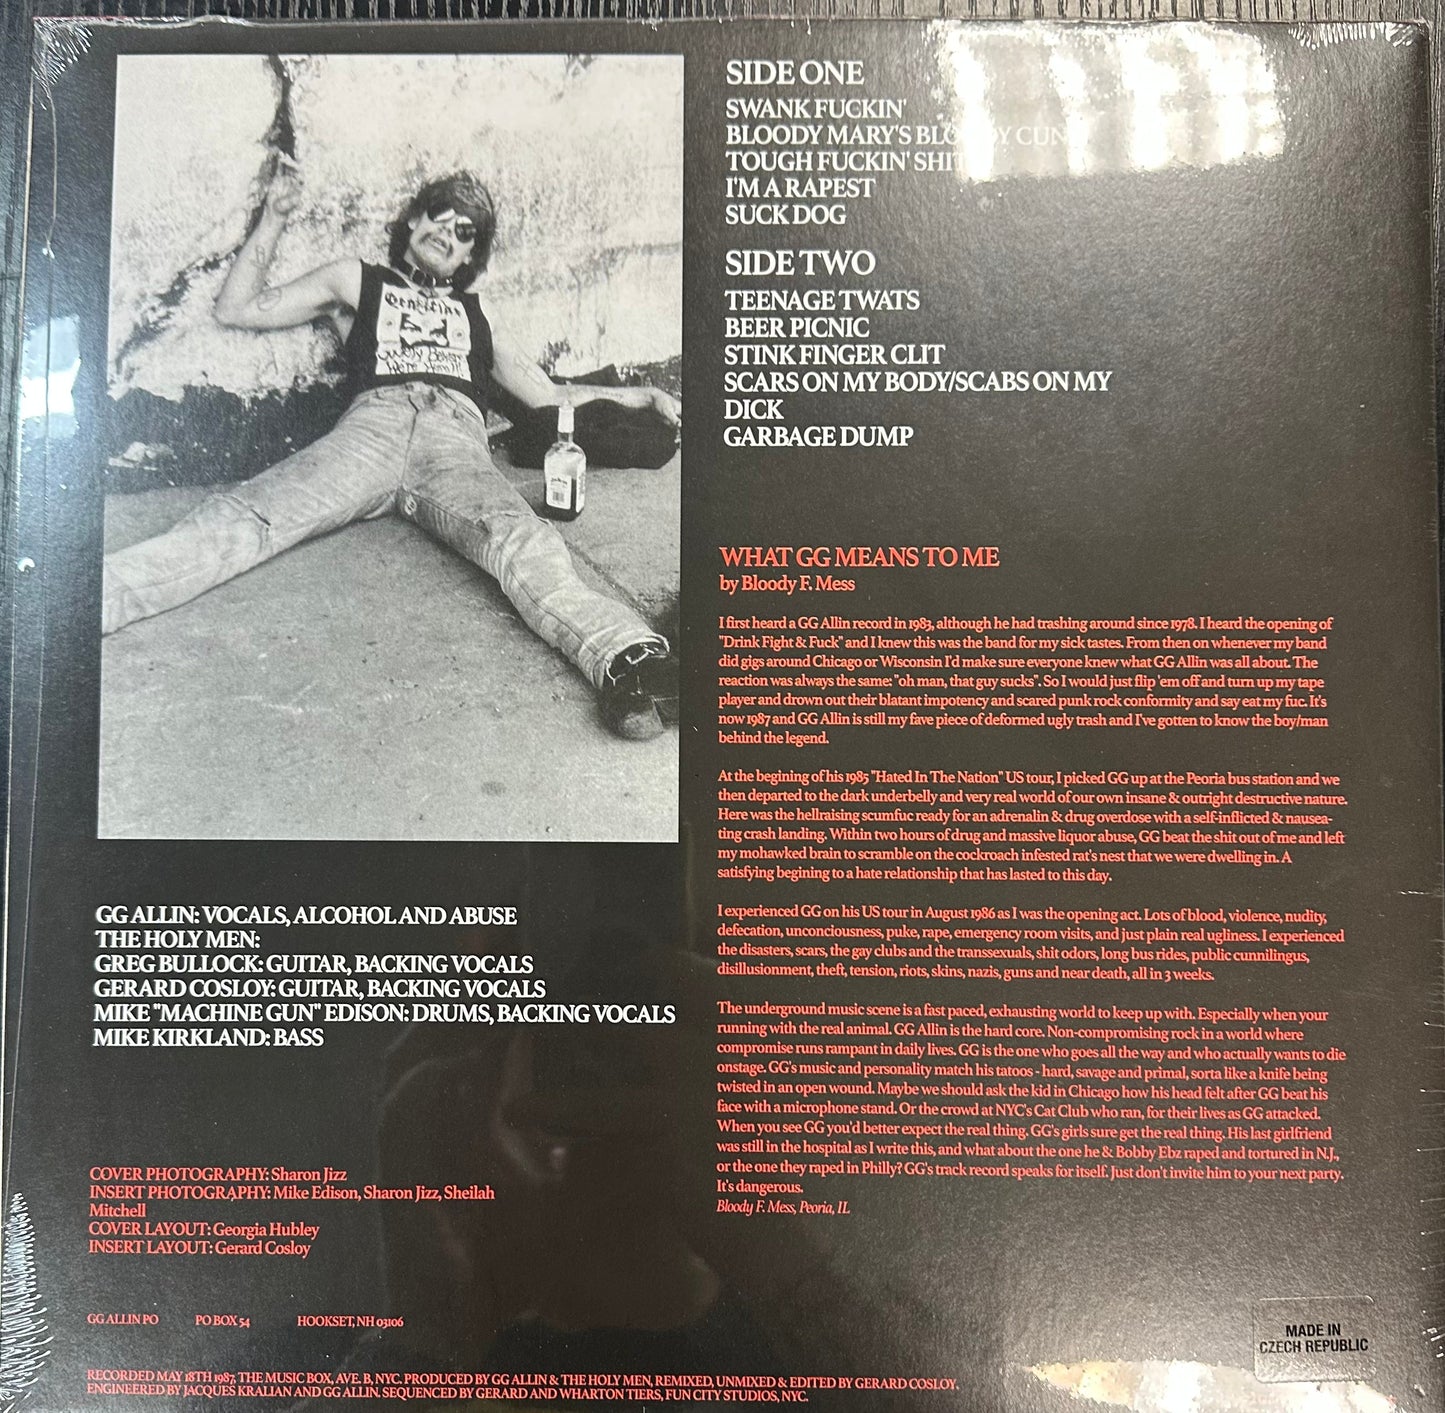 SIDE ONE
SWANK FUCKIN'
BLOODY MARY'S BLOODY CUN
TOUGH FUCKIN' SHIT
I'M A RAPEST
SUCK DOG
SIDE TWO
TEENAGE TWATS
BEER PICNIC
STINK FINGER CLIT
SCARS ON MY BODY/SCABS ON MY
DICK
GARBAGE DUMP
WHAT GG MEANS TO ME
by Bloody F. Mess
I first heard a GG Allin record in 1983, although he had trashing around since 1978. I heard the opening of
"Drink Fight & Fuck" and I knew this was the band for my sick tastes. From then on whenever my band
did gigs around Chicago or Wisconsin I'd make sure everyone knew what GG Allin was all about. The
reaction was always the same: "oh man, that guy sucks". So I would just flip 'em off and turn up my tape
player and drown out their blatant impotency and scared punk rock conformity and say eat my fuc. It's
now 1987 and GG Allin is still my fave piece of deformed ugly trash and I've gotten to know the boy/man
behind the legend.
At the begining of his 1985 "Hated In The Nation" US tour, I picked GG up at the Peoria bus station and we
then departed to the dark underbelly and very real world of our own insane & outright destructive nature.
Here was the hellraising scumfuc ready for an adrenalin & drug overdose with a self-inflicted & nausea-
ting crash landing. Within two hours of drug and massive liquor abuse, GG beat the shit out of me and left
my mohawked brain to scramble on the cockroach infested rat's nest that we were dwelling in. A
satisfying begining to a hate relationship that has lasted to this day.
I experienced GG on his US tour in August 1986 as I was the opening act. Lots of blood, violence, nudity,
defecation, unconciousness, puke, rape, emergency room visits, and just plain real ugliness. I experienced
the disasters, scars, the gay clubs and the transsexuals, shit odors, long bus rides, public cunnilingus,
disillusionment, theft, tension, riots, skins, nazis, guns and near death, all in 3 weeks.
The underground music scene is a fast paced, exhausting world to keep up with. Especially when your
running with the real animal. GG Allin is the hard core. Non-compromising rock in a world where
compromise runs rampant in daily lives. GG is the one who goes all the way and who actually wants to die
onstage. GG's music and personality match his tatoos - hard, savage and primal, sorta like a knife being
twisted in an open wound. Maybe we should ask the kid in Chicago how his head felt after GG beat his
face with a microphone stand. Or the crowd at NYC's Cat Club who ran, for their lives as GG attacked.
When you see GG you'd better expect the real thing. GG's girls sure get the real thing. His last girlfriend
was still in the hospital as I write this, and what about the one he & Bobby Ebz raped and tortured in N.J.,
or the one they raped in Philly? GG's track record speaks for itself. Just don't invite him to your next party.
It's dangerous.
Bloody F. Mess, Peoria, IL
GG ALLIN: VOCALS, ALCOHOL AND ABUSE
THE HOLY MEN:
GREG BULLOCK: GUITAR, BACKING VOCALS
GERARD COSLOY: GUITAR, BACKING VOCALS
MIKE "MACHINE GUN" EDISON: DRUMS, BACKING VOCALS
MIKE KIRKLAND: BASS
COVER PHOTOGRAPHY: Sharon Jizz
INSERT PHOTOGRAPHY: Mike Edison, Sharon Jizz, Sheilah
Mitchell
COVER LAYOUT: Georgia Hubley
INSERT LAYOUT: Gerard Cosloy
GG ALLIN PO PO BOX 54 HOOKSET, NH 03106
RECORDED MAY 18TH 1987, THE MUSIC BOX, AVE. B, NYC. PRODUCED BY GG ALLIN & THE HOLY MEN, REMIXED, UNMIXED & EDITED BY GERARD COSLOY.
ENGINEERED BY JACQUES KRALIAN AND GG ALLIN. SEQUENCED BY GERARD AND WHARTON TIERS, FUN CITY STUDIOS, NYC.
MADE IN
CZECH REPUBLIC